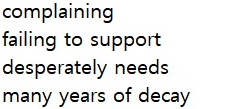 complaining
failing to support
desperately needs
many years of decay